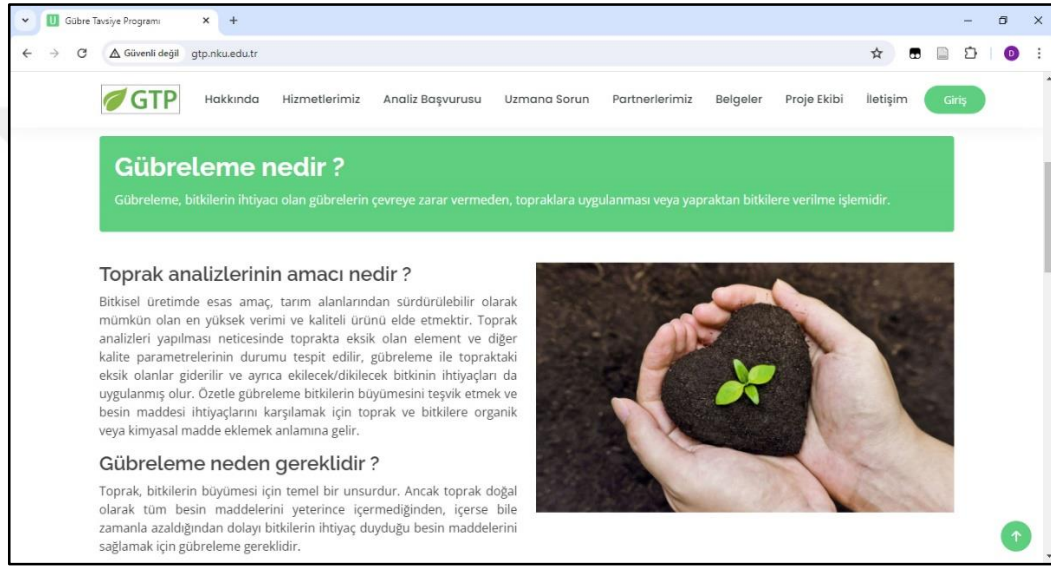 Gübre Tavsiye Programı
Güvenli değil gtp.nku.edu.tr
D
GTP Hakkında Hizmetlerimiz Analiz Başvurusu Uzmana Sorun Partnerlerimiz Belgeler Proje Ekibi İletişim Giriş
Gübreleme nedir ?
Gübreleme, bitkilerin ihtiyacı olan gübrelerin çevreye zarar vermeden, topraklara uygulanması veya yapraktan bitkilere verilme işlemidir.
Toprak analizlerinin amacı nedir ?
Bitkisel üretimde esas amaç, tarım alanlarından sürdürülebilir olarak
mümkün olan en yüksek verimi ve kaliteli ürünü elde etmektir. Toprak
analizleri yapılması neticesinde toprakta eksik olan element ve diğer
kalite parametrelerinin durumu tespit edilir, gübreleme ile topraktaki
eksik olanlar giderilir ve ayrıca ekilecek/dikilecek bitkinin ihtiyaçları da
uygulanmış olur. Özetle gübreleme bitkilerin büyümesini teşvik etmek ve
besin maddesi ihtiyaçlarını karşılamak için toprak ve bitkilere organik
veya kimyasal madde eklemek anlamına gelir.
Gübreleme neden gereklidir ?
Toprak, bitkilerin büyümesi için temel bir unsurdur. Ancak toprak doğal
olarak tüm besin maddelerini yeterince içermediğinden, içerse bile
zamanla azaldığından dolayı bitkilerin ihtiyaç duyduğu besin maddelerini
sağlamak için gübreleme gereklidir.